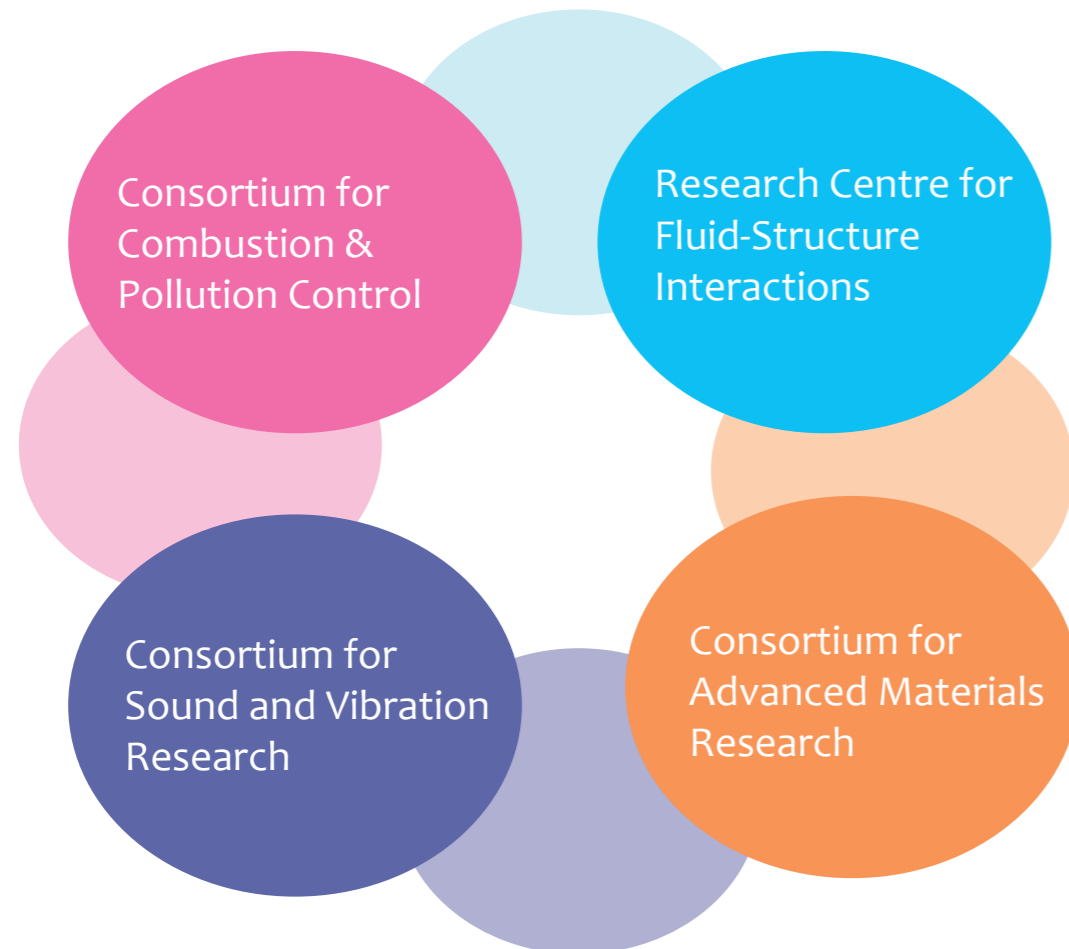 Consortium for
Combustion &
Pollution Control
Research Centre for
Fluid-Structure
Interactions
Consortium for
Sound and Vibration
Research
Consortium for
Advanced Materials
Research